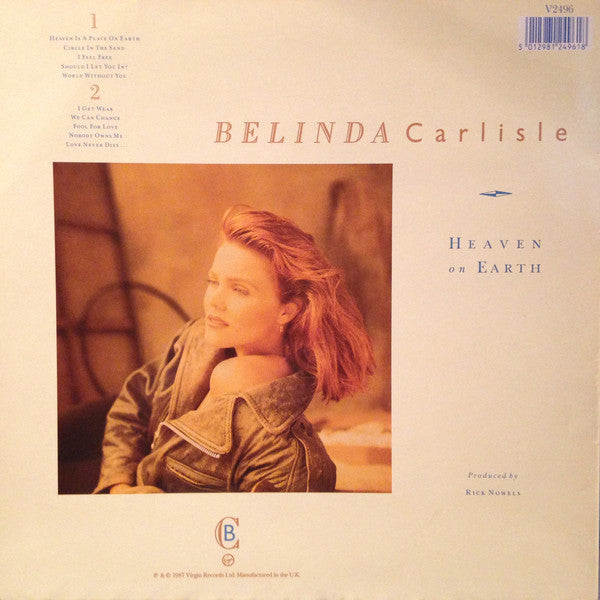 1
HEAVEN IS A PLACE ON EARTH
CIRCLE IN THE SAND
I FEEL FREE
SHOULD I LET YOU IN?
WORLD WITHOUT YOU
2
I GET WEAK
WE CAN CHANGE
FOOL FOR LOVE
NOBODY OWNS ME
LOVE NEVER DIES...
V2496
5 012981 249618
BELINDA Carlisle
HEAVEN
on EARTH
Produced by
RICK NOWELS
CB
Virgin
℗ & © 1987 Virgin Records Ltd. Manufactured in the U.K.